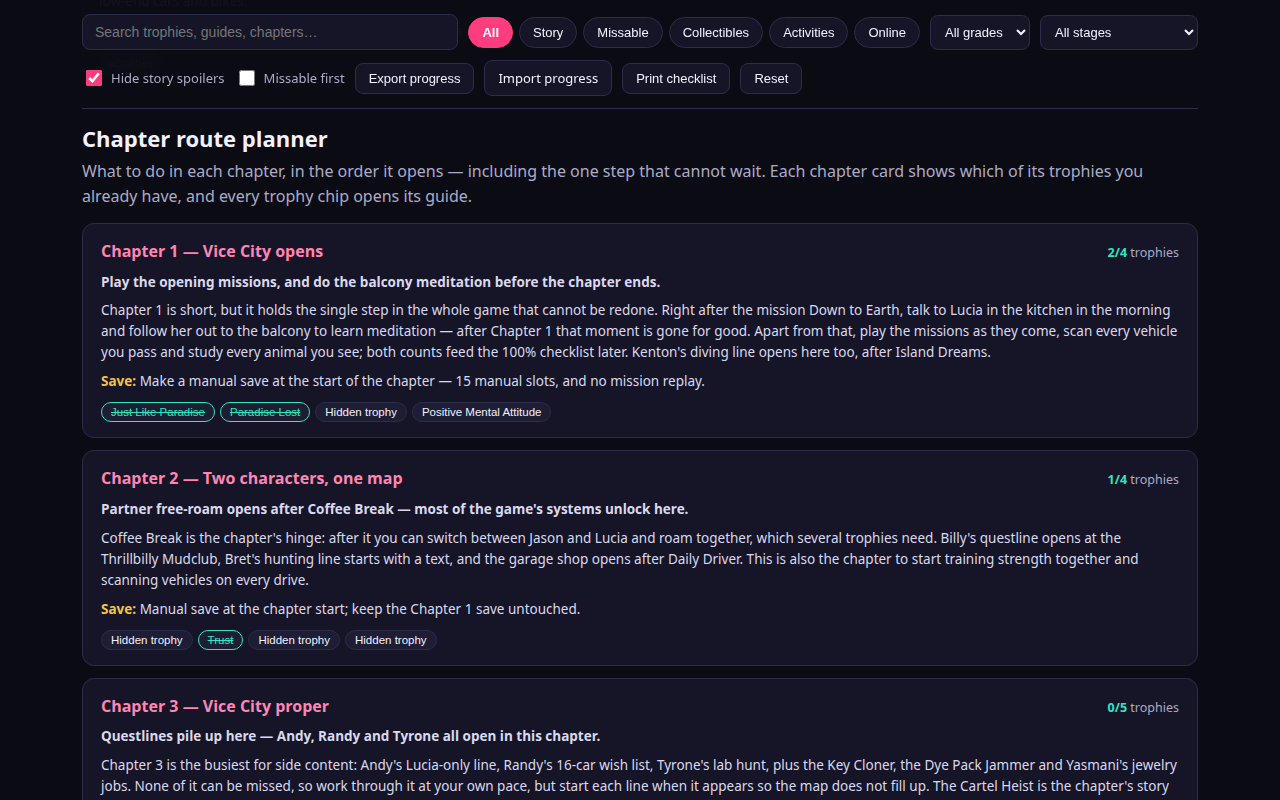 Search trophies, guides, chapters…
All
Story
Missable
Collectibles
Activities
Online
All grades
All stages
Hide story spoilers
Missable first
Export progress
Import progress
Print checklist
Reset
Chapter route planner
What to do in each chapter, in the order it opens — including the one step that cannot wait. Each chapter card shows which of its trophies you
already have, and every trophy chip opens its guide.
Chapter 1 — Vice City opens
2/4 trophies
Play the opening missions, and do the balcony meditation before the chapter ends.
Chapter 1 is short, but it holds the single step in the whole game that cannot be redone. Right after the mission Down to Earth, talk to Lucia in the kitchen in the morning
and follow her out to the balcony to learn meditation — after Chapter 1 that moment is gone for good. Apart from that, play the missions as they come, scan every vehicle
you pass and study every animal you see; both counts feed the 100% checklist later. Kenton's diving line opens here too, after Island Dreams.
Save: Make a manual save at the start of the chapter — 15 manual slots, and no mission replay.
Just Like Paradise
Paradise Lost
Hidden trophy
Positive Mental Attitude
Chapter 2 — Two characters, one map
1/4 trophies
Partner free-roam opens after Coffee Break — most of the game's systems unlock here.
Coffee Break is the chapter's hinge: after it you can switch between Jason and Lucia and roam together, which several trophies need. Billy's questline opens at the
Thrillbilly Mudclub, Bret's hunting line starts with a text, and the garage shop opens after Daily Driver. This is also the chapter to start training strength together and
scanning vehicles on every drive.
Save: Manual save at the chapter start; keep the Chapter 1 save untouched.
Hidden trophy
Trust
Hidden trophy
Hidden trophy
Chapter 3 — Vice City proper
0/5 trophies
Questlines pile up here — Andy, Randy and Tyrone all open in this chapter.
Chapter 3 is the busiest for side content: Andy's Lucia-only line, Randy's 16-car wish list, Tyrone's lab hunt, plus the Key Cloner, the Dye Pack Jammer and Yasmani's jewelry
jobs. None of it can be missed, so work through it at your own pace, but start each line when it appears so the map does not fill up. The Cartel Heist is the chapter's story